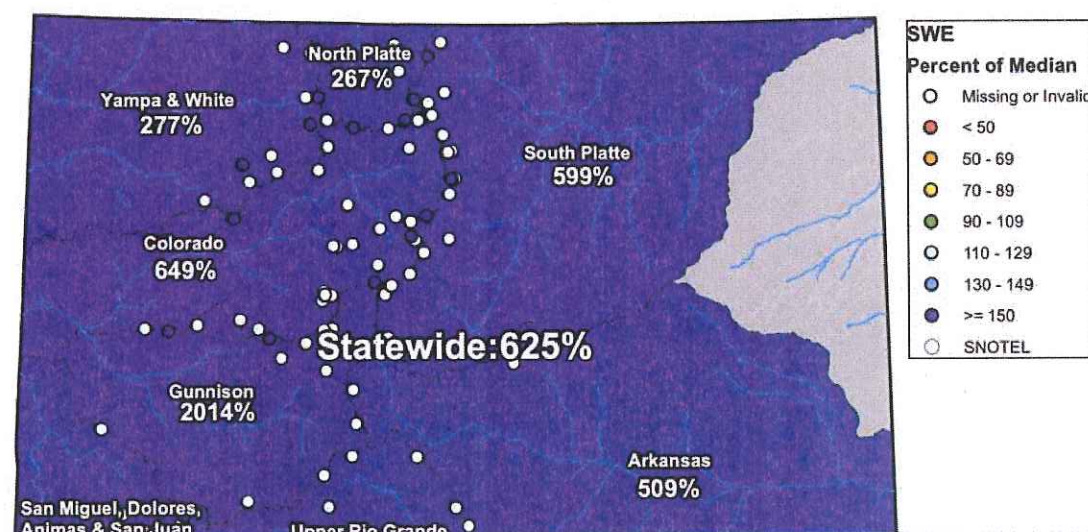 North Platte
267%
Yampa & White
277%
South Platte
599%
Colorado
649%
Statewide:625%
Gunnison
2014%
Arkansas
509%
San Miguel, Dolores,
Animas & San Juan
Upper Rio Grande
SWE
Percent of Median
Missing or Invalid
< 50
50 - 69
70 - 89
90 - 109
110 - 129
130 - 149
>= 150
SNOTEL